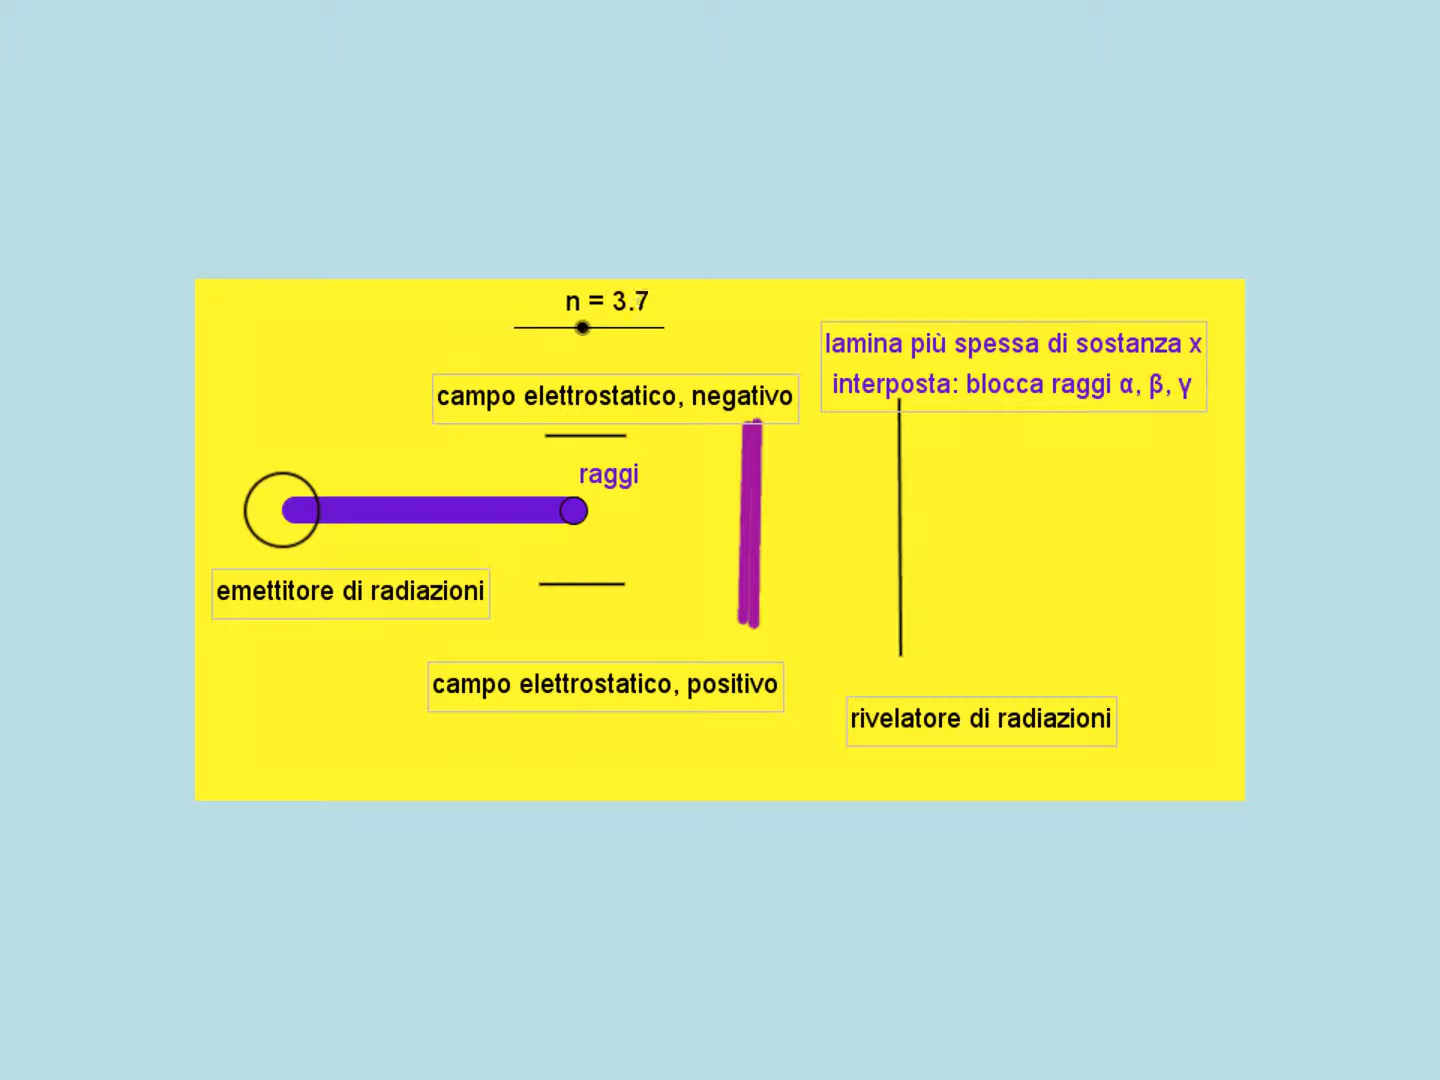 n = 3.7
lamina più spessa di sostanza x
interposta: blocca raggi α, β, γ
campo elettrostatico, negativo
raggi
emettitore di radiazioni
campo elettrostatico, positivo
rivelatore di radiazioni